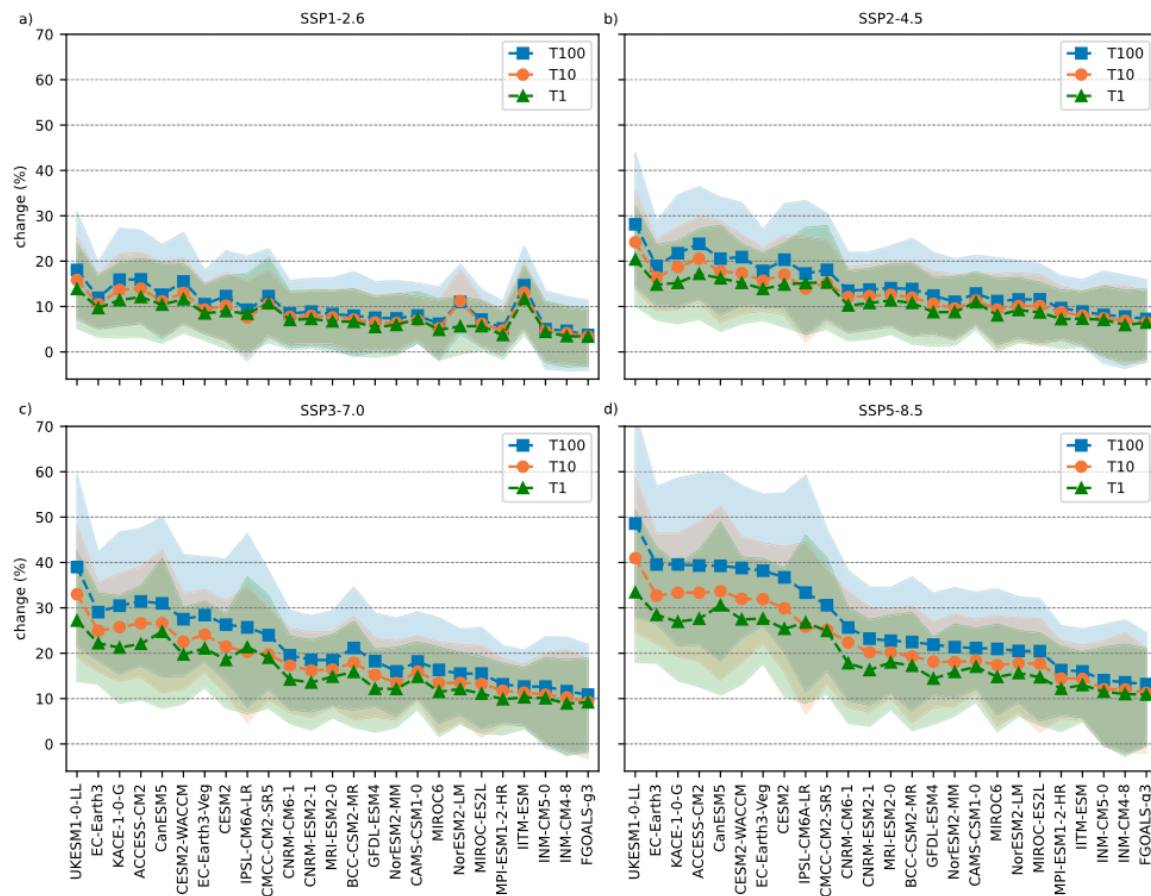 a) SSP1-2.6
b) SSP2-4.5
70
60
50
40
30
20
10
0
change (%)
T100
T10
T1
T100
T10
T1
c) SSP3-7.0
d) SSP5-8.5
70
60
50
40
30
20
10
0
change (%)
T100
T10
T1
T100
T10
T1
UKESM1-0-LL
EC-Earth3
KACE-1-0-G
ACCESS-CM2
CanESM5
CESM2-WACCM
EC-Earth3-Veg
CESM2
IPSL-CM6A-LR
CMCC-CM2-SR5
CNRM-CM6-1
CNRM-ESM2-1
MRI-ESM2-0
BCC-CSM2-MR
GFDL-ESM4
NorESM2-MM
CAMS-CSM1-0
MIROC6
NorESM2-LM
MIROC-ES2L
MPI-ESM1-2-HR
IITM-ESM
INM-CM5-0
INM-CM4-8
FGOALS-g3
UKESM1-0-LL
EC-Earth3
KACE-1-0-G
ACCESS-CM2
CanESM5
CESM2-WACCM
EC-Earth3-Veg
CESM2
IPSL-CM6A-LR
CMCC-CM2-SR5
CNRM-CM6-1
CNRM-ESM2-1
MRI-ESM2-0
BCC-CSM2-MR
GFDL-ESM4
NorESM2-MM
CAMS-CSM1-0
MIROC6
NorESM2-LM
MIROC-ES2L
MPI-ESM1-2-HR
IITM-ESM
INM-CM5-0
INM-CM4-8
FGOALS-g3